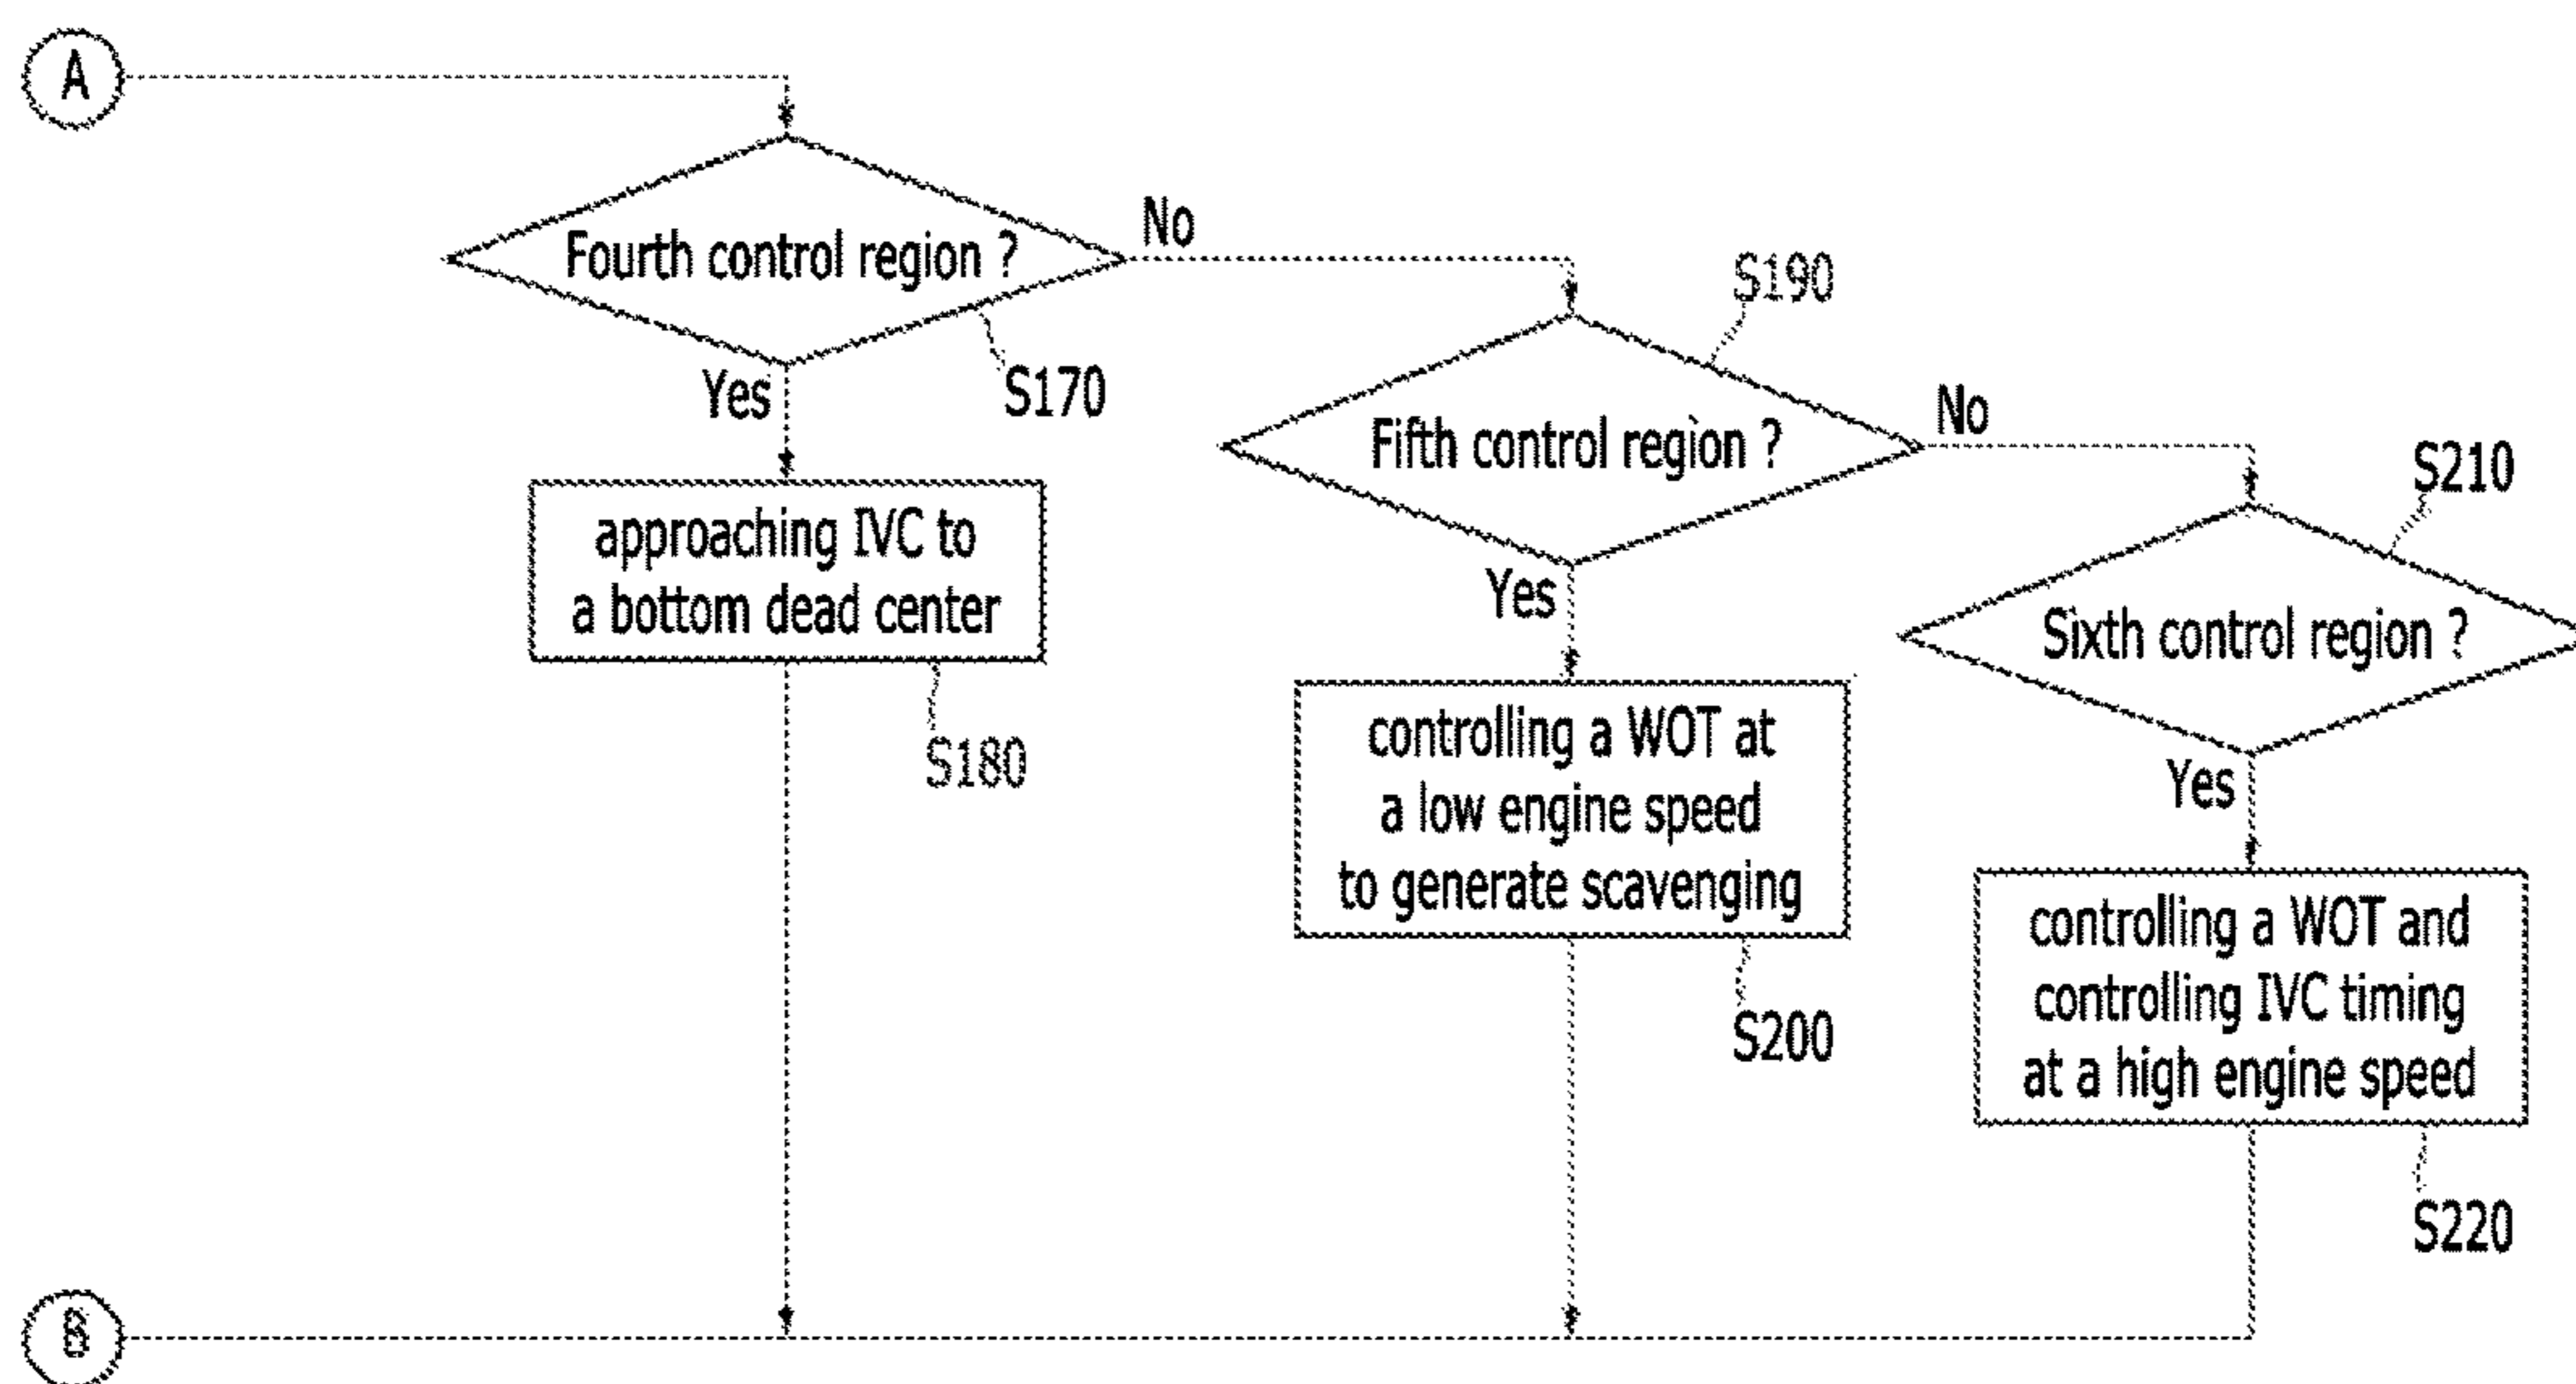 A
Fourth control region ?
No
S170
Yes
approaching IVC to
a bottom dead center
S180
S190
Fifth control region ?
No
Yes
controlling a WOT at
a low engine speed
to generate scavenging
S200
S210
Sixth control region ?
Yes
controlling a WOT and
controlling IVC timing
at a high engine speed
S220
B